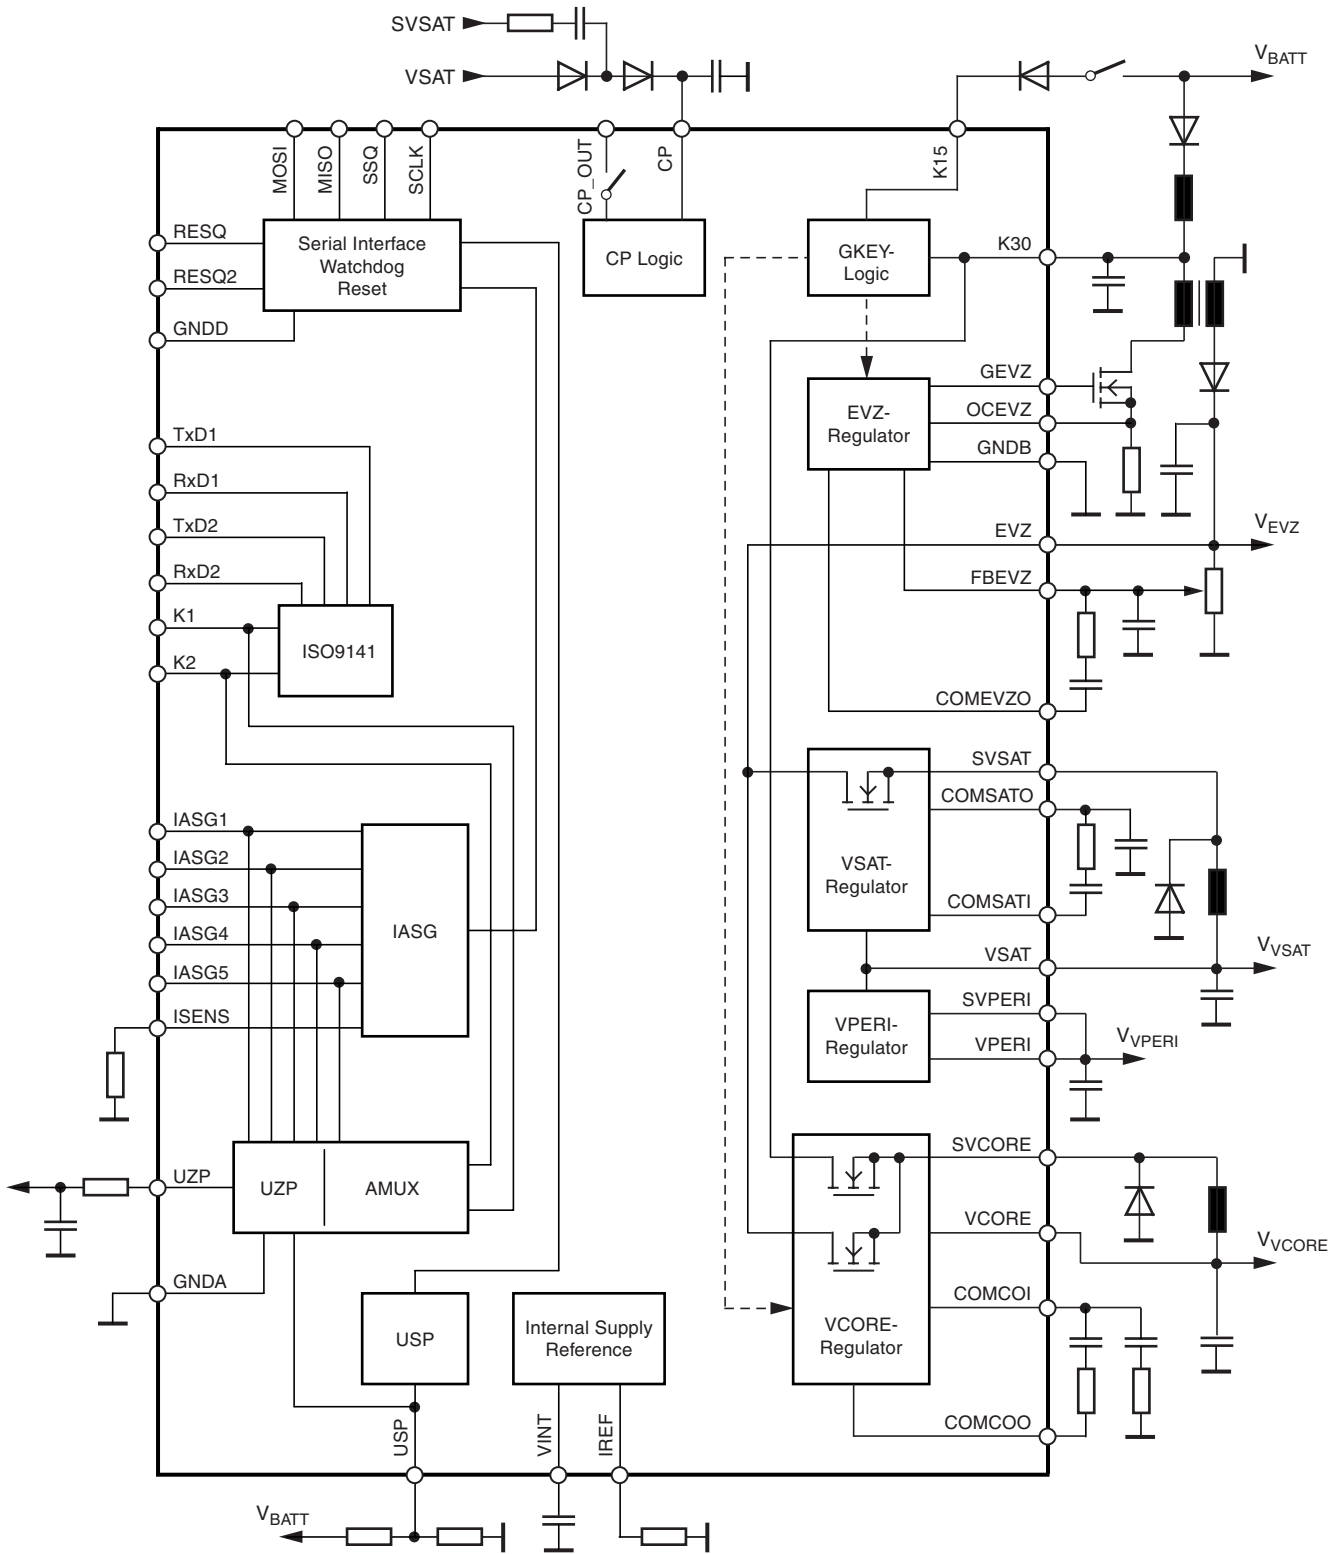 SVSAT
VSAT
VBATT
MOSI
MISO
SSQ
SCLK
CP_OUT
CP
K15
RESQ
RESQ2
GNDD
Serial Interface
Watchdog
Reset
CP Logic
GKEY-
Logic
K30
TxD1
RxD1
TxD2
RxD2
K1
K2
ISO9141
EVZ-
Regulator
GEVZ
OCEVZ
GNDB
EVZ
VEVZ
FBEVZ
COMEVZO
IASG1
IASG2
IASG3
IASG4
IASG5
ISENS
IASG
VSAT-
Regulator
SVSAT
COMSATO
COMSATI
VSAT
VVSAT
VPERI-
Regulator
SVPERI
VPERI
VVPERI
UZP
UZP
AMUX
GNDA
USP
Internal Supply
Reference
VCORE-
Regulator
SVCORE
VCORE
VVCORE
COMCOI
COMCOO
USP
VINT
IREF
VBATT